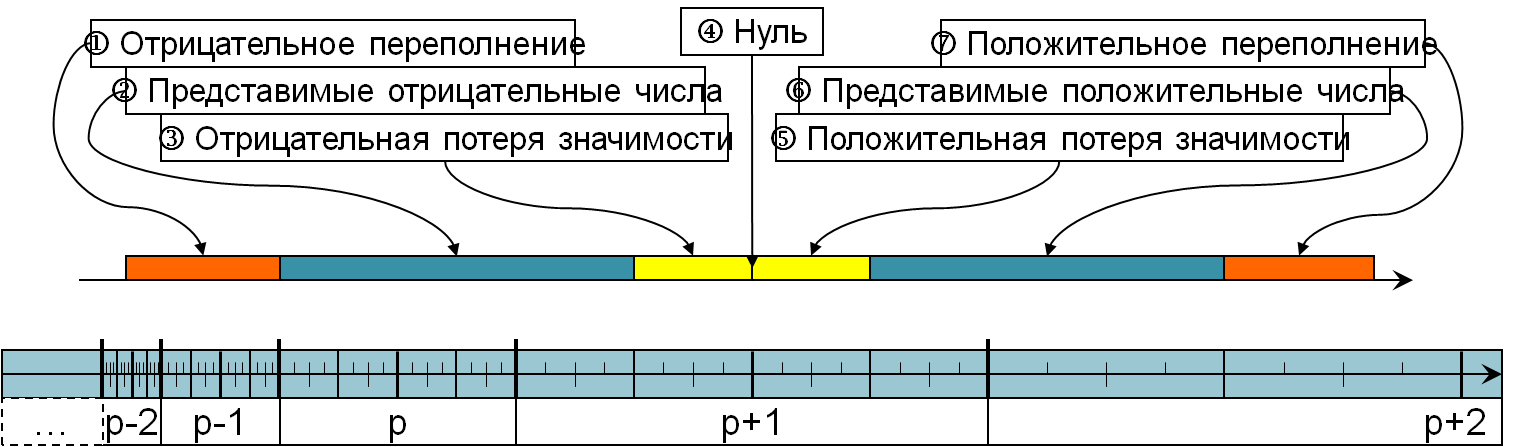 ① Отрицательное переполнение
② Представимые отрицательные числа
③ Отрицательная потеря значимости
④ Нуль
⑦ Положительное переполнение
⑥ Представимые положительные числа
⑤ Положительная потеря значимости
... p-2 p-1 p p+1 p+2